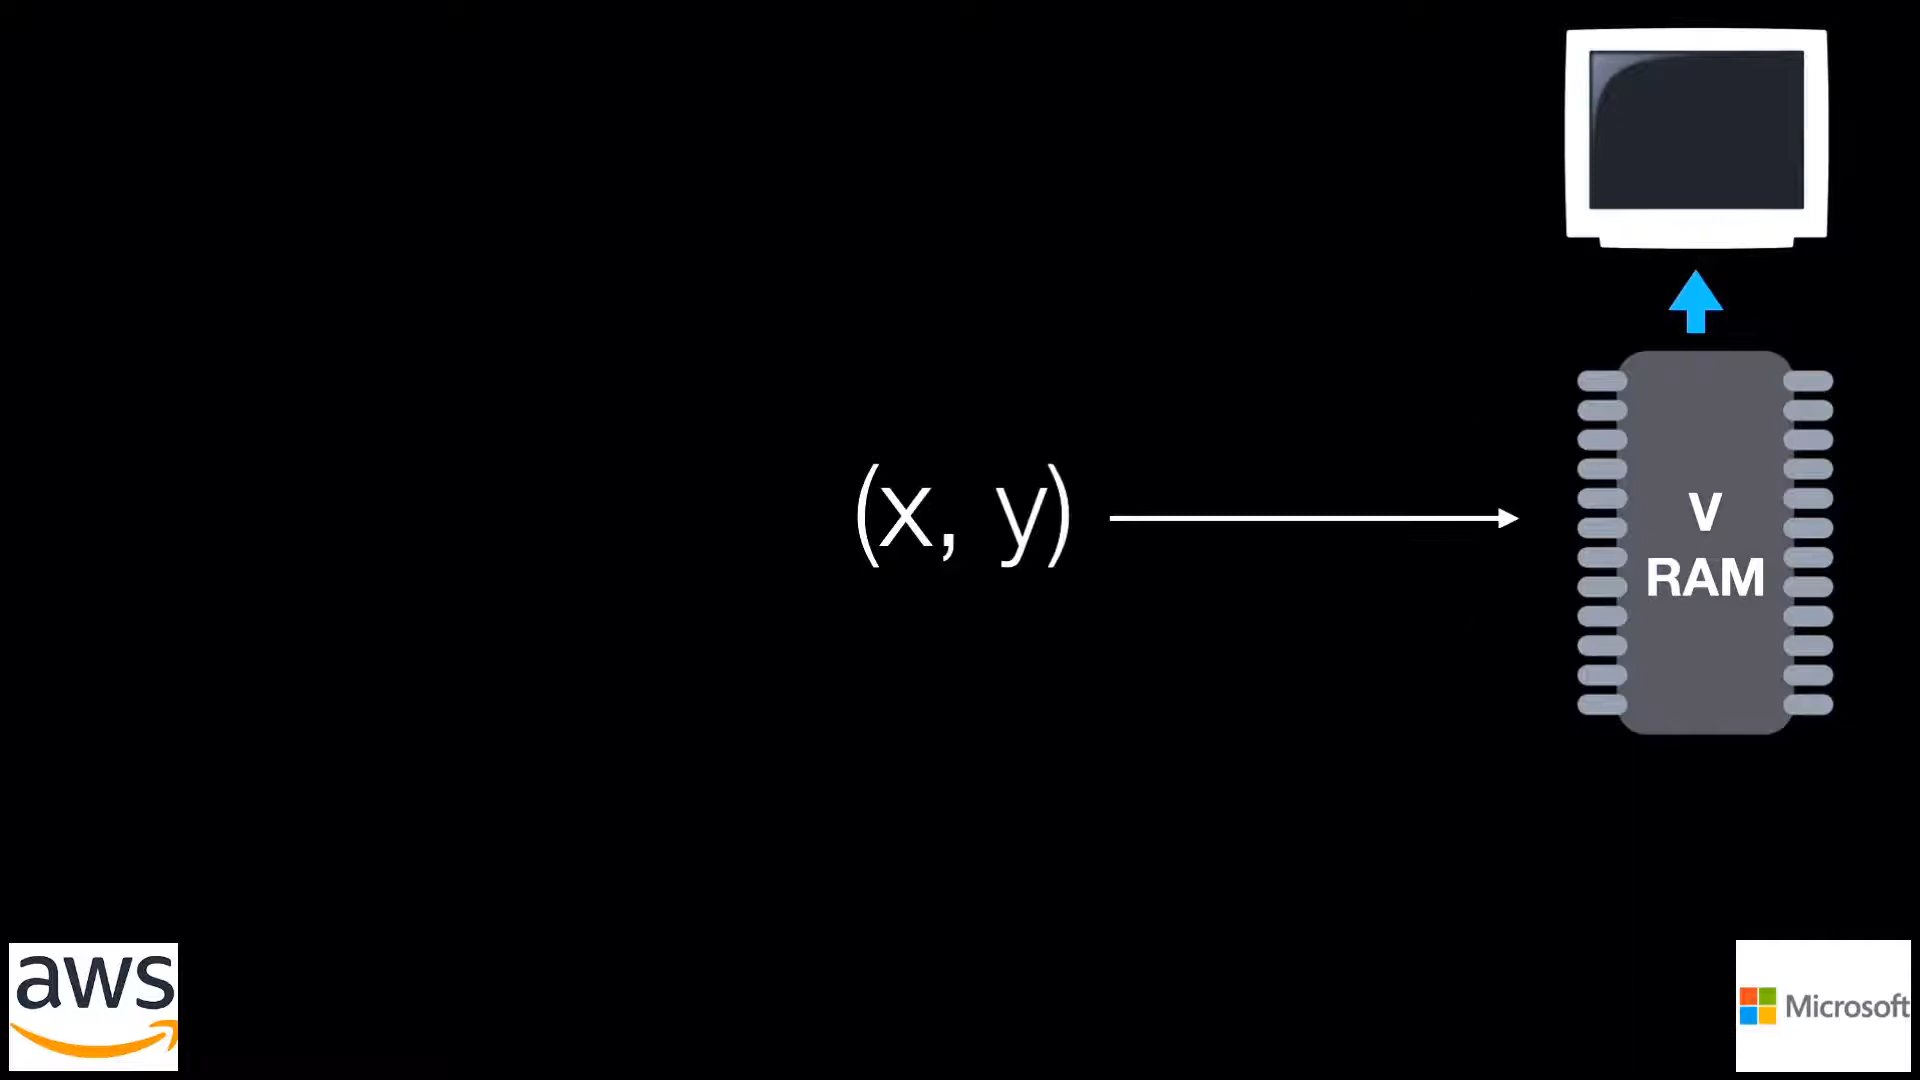 (x, y)
V
RAM
aws
Microsoft